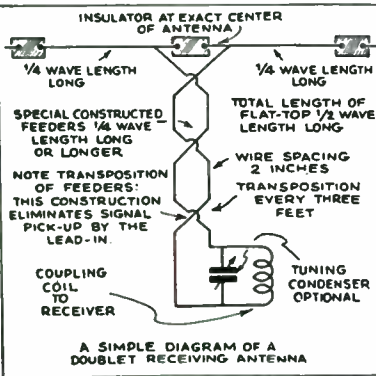 INSULATOR AT EXACT CENTER
OF ANTENNA
1/4 WAVE LENGTH
LONG
1/4 WAVE LENGTH
LONG
SPECIAL CONSTRUCTED
FEEDERS 1/4 WAVE
LENGTH LONG
OR LONGER
TOTAL LENGTH OF
FLAT-TOP 1/2 WAVE
LENGTH LONG
NOTE TRANSPOSITION
OF FEEDERS:
THIS CONSTRUCTION
ELIMINATES SIGNAL
PICK-UP BY THE
LEAD-IN.
WIRE SPACING
2 INCHES
TRANSPOSITION
EVERY THREE
FEET
COUPLING
COIL
TO
RECEIVER
TUNING
CONDENSER
OPTIONAL
A SIMPLE DIAGRAM OF A
DOUBLET RECEIVING ANTENNA